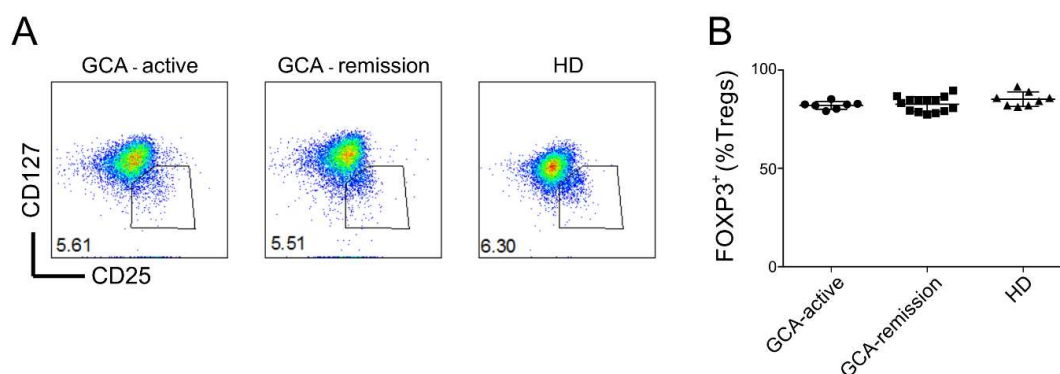 A
GCA - active
GCA - remission
HD
CD127
CD25
5.61
5.51
6.30
B
FOXP3⁺ (%Tregs)
100
50
0
GCA-active
GCA-remission
HD